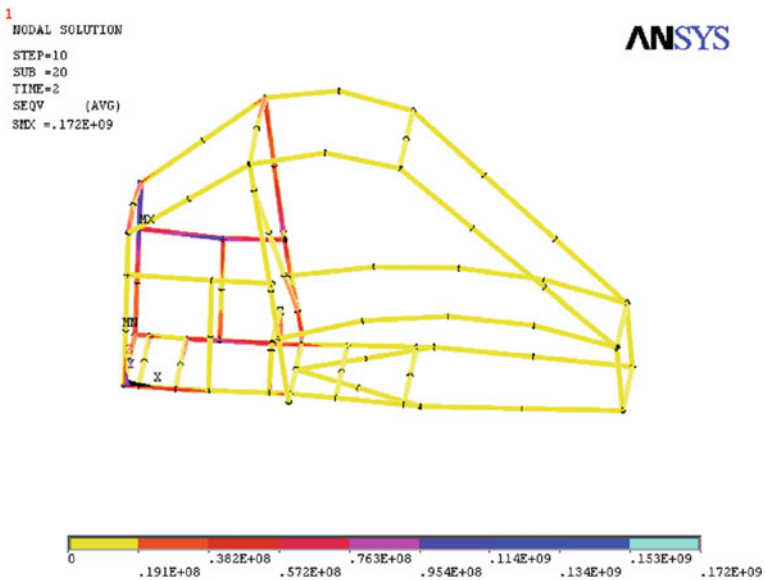 1
NODAL SOLUTION
STEP=10
SUB =20
TIME=2
SEQV (AVG)
SMX =.172E+09
ANSYS
MX
MN
Z
Y
X
0 .382E+08 .763E+08 .114E+09 .153E+09
.191E+08 .572E+08 .954E+08 .134E+09 .172E+09